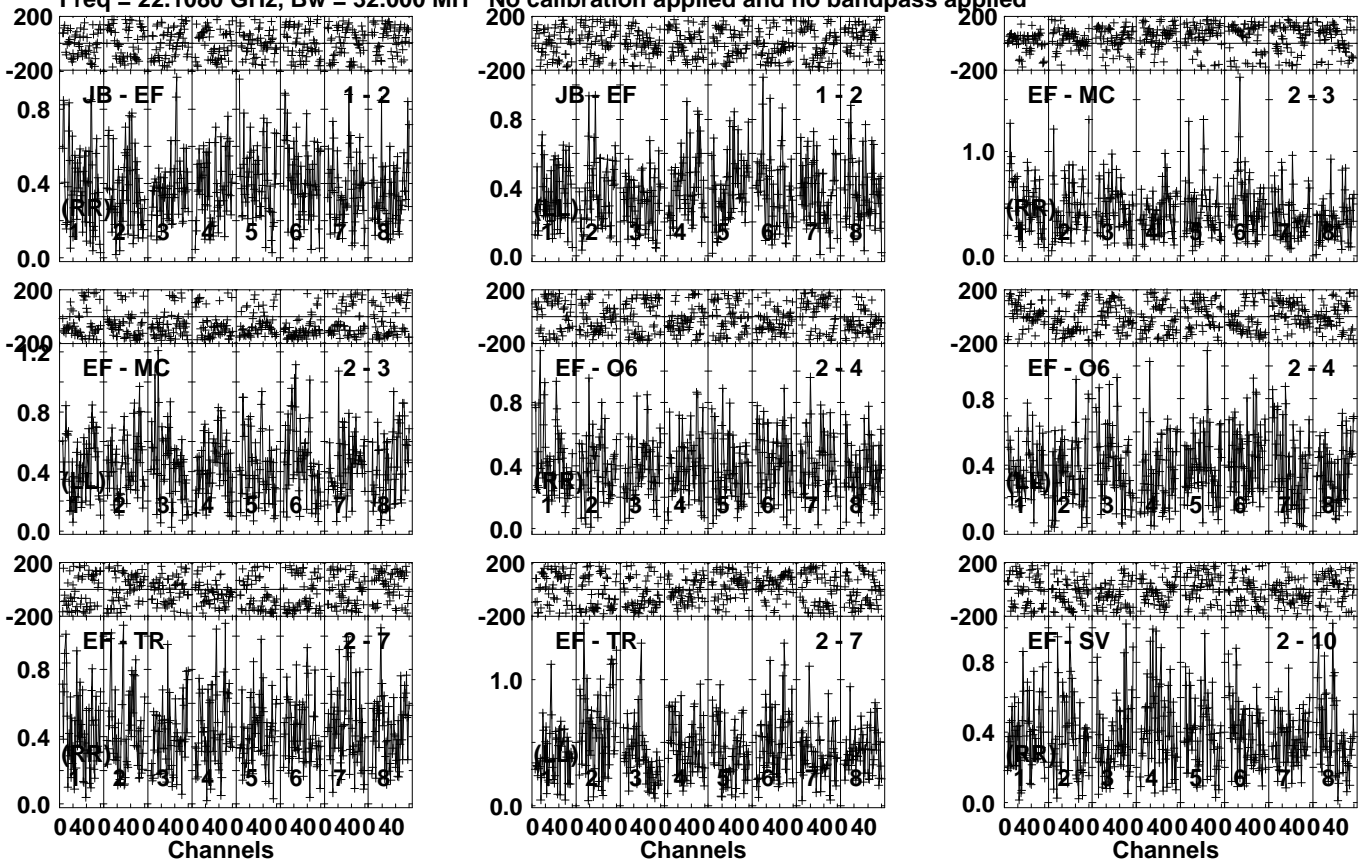 Freq = 22.1080 GHz, Bw = 32.000 MH No calibration applied and no bandpass applied
200 200 200
-200 -200 -200
JB - EF 1 - 2 JB - EF 1 - 2 EF - MC 2 - 3
0.8 0.8 1.0
0.4 0.4
(RR) (LL) (RR)
1 2 3 4 5 6 7 8 1 2 3 4 5 6 7 8 1 2 3 4 5 6 7 8
0.0 0.0 0.0
200 200 200
-200 -200 -200
1.2
EF - MC 2 - 3 EF - O6 2 - 4 EF - O6 2 - 4
0.8 0.8 0.8
0.4 0.4 0.4
(LL) (RR) (LL)
1 2 3 4 5 6 7 8 1 2 3 4 5 6 7 8 1 2 3 4 5 6 7 8
0.0 0.0 0.0
200 200 200
-200 -200 -200
EF - TR 2 - 7 EF - TR 2 - 7 EF - SV 2 - 10
0.8 1.0 0.8
0.4 0.4
(RR) (LL) (RR)
1 2 3 4 5 6 7 8 1 2 3 4 5 6 7 8 1 2 3 4 5 6 7 8
0.0 0.0 0.0
0 40 0 40 0 40 0 40 0 40 0 40 0 40 0 40 0 40 0 40 0 40 0 40 0 40 0 40 0 40 0 40 0 40 0 40 0 40 0 40 0 40 0 40 0 40 0 40
Channels Channels Channels